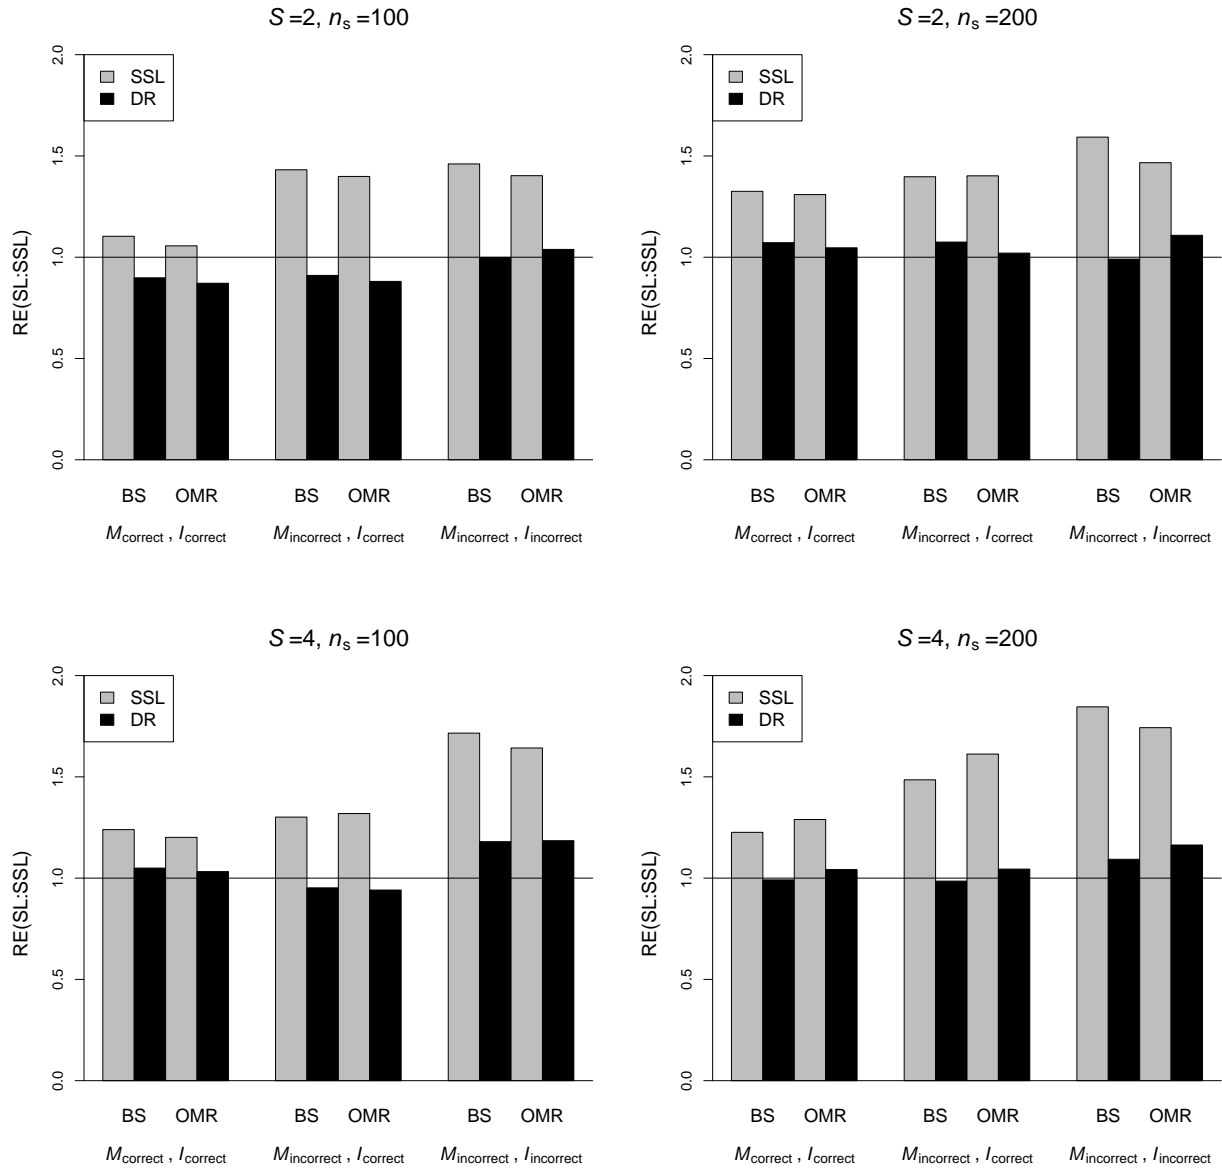 S=2, ns=100
2.0
1.5
1.0
0.5
0.0
RE(SL:SSL)
SSL
DR
BS OMR BS OMR BS OMR
Mcorrect , Icorrect Mincorrect , Icorrect Mincorrect , Iincorrect
S=2, ns=200
2.0
1.5
1.0
0.5
0.0
RE(SL:SSL)
SSL
DR
BS OMR BS OMR BS OMR
Mcorrect , Icorrect Mincorrect , Icorrect Mincorrect , Iincorrect
S=4, ns=100
2.0
1.5
1.0
0.5
0.0
RE(SL:SSL)
SSL
DR
BS OMR BS OMR BS OMR
Mcorrect , Icorrect Mincorrect , Icorrect Mincorrect , Iincorrect
S=4, ns=200
2.0
1.5
1.0
0.5
0.0
RE(SL:SSL)
SSL
DR
BS OMR BS OMR BS OMR
Mcorrect , Icorrect Mincorrect , Icorrect Mincorrect , Iincorrect